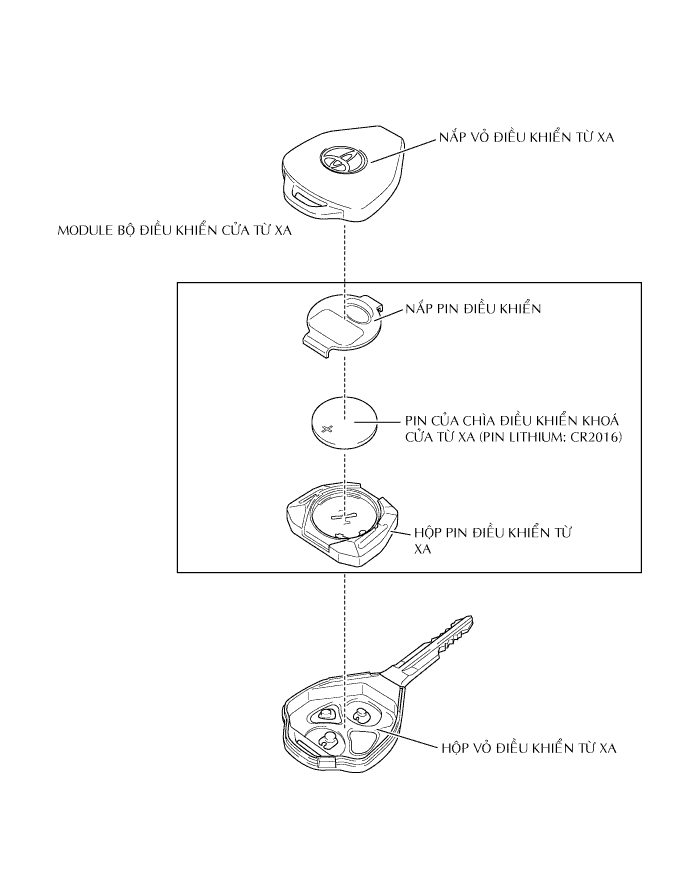 NẮP VỎ ĐIỀU KHIỂN TỪ XA
MODULE BỘ ĐIỀU KHIỂN CỬA TỪ XA
NẮP PIN ĐIỀU KHIỂN
PIN CỦA CHÌA ĐIỀU KHIỂN KHOÁ
CỬA TỪ XA (PIN LITHIUM: CR2016)
HỘP PIN ĐIỀU KHIỂN TỪ
XA
HỘP VỎ ĐIỀU KHIỂN TỪ XA